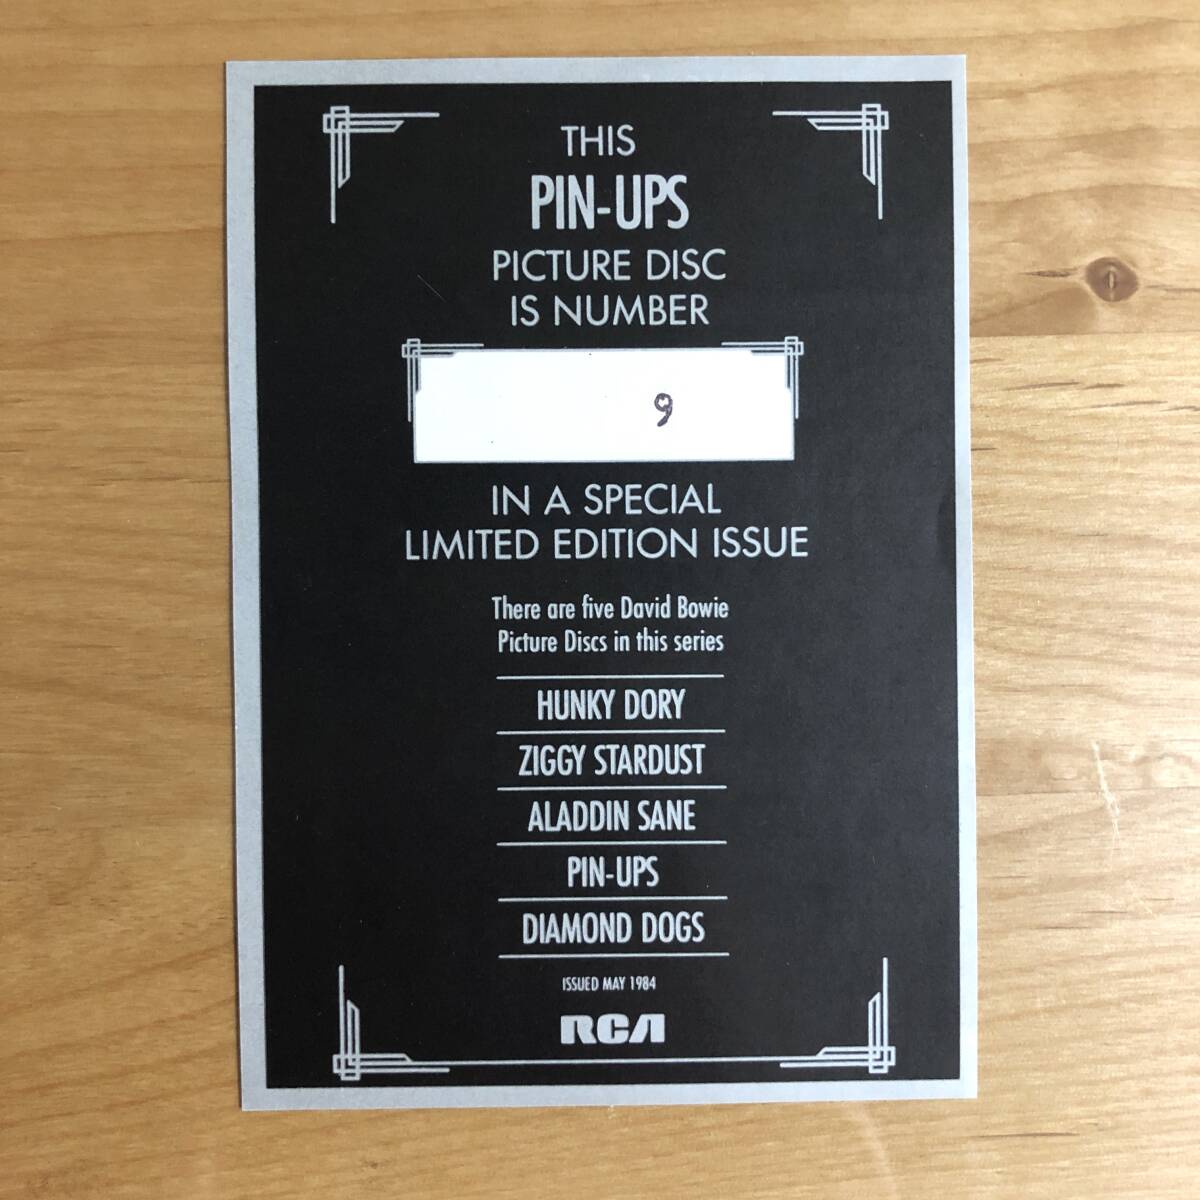 THIS
PIN-UPS
PICTURE DISC
IS NUMBER
9
IN A SPECIAL
LIMITED EDITION ISSUE
There are five David Bowie
Picture Discs in this series
HUNKY DORY
ZIGGY STARDUST
ALADDIN SANE
PIN-UPS
DIAMOND DOGS
ISSUED MAY 1984
RCA